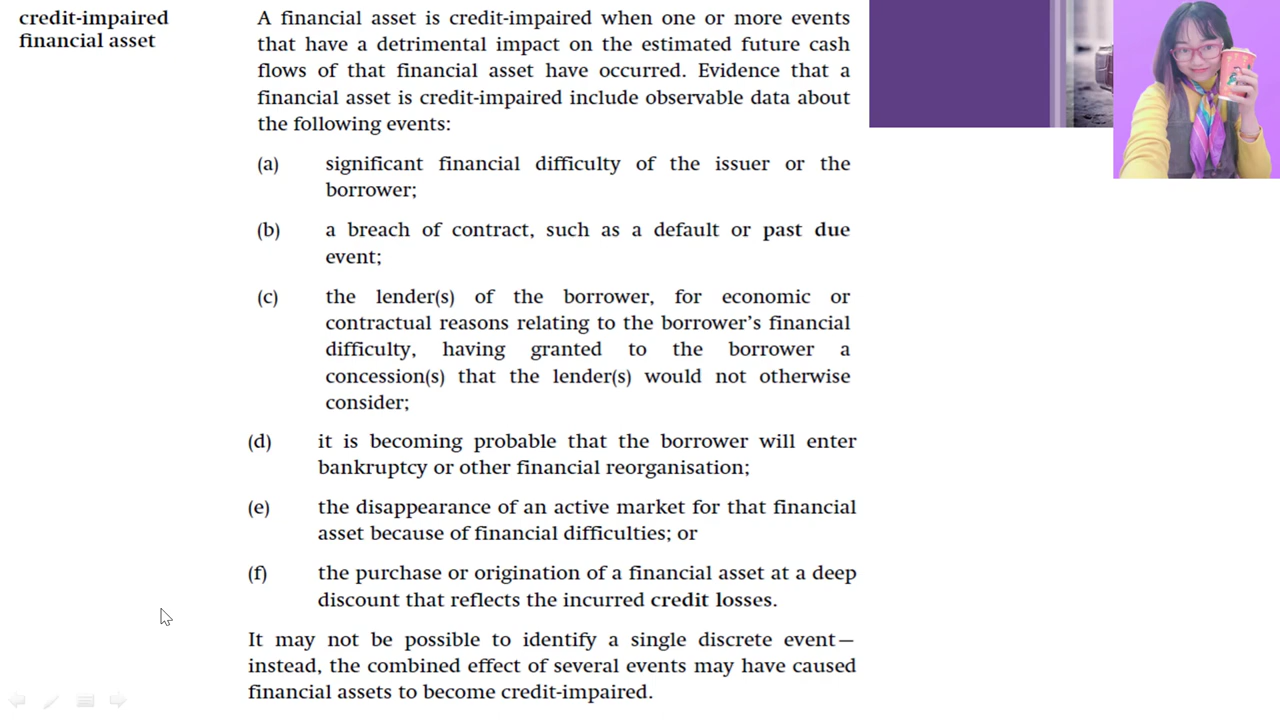 credit-impaired
financial asset
A financial asset is credit-impaired when one or more events
that have a detrimental impact on the estimated future cash
flows of that financial asset have occurred. Evidence that a
financial asset is credit-impaired include observable data about
the following events:
(a) significant financial difficulty of the issuer or the
borrower;
(b) a breach of contract, such as a default or past due
event;
(c) the lender(s) of the borrower, for economic or
contractual reasons relating to the borrower’s financial
difficulty, having granted to the borrower a
concession(s) that the lender(s) would not otherwise
consider;
(d) it is becoming probable that the borrower will enter
bankruptcy or other financial reorganisation;
(e) the disappearance of an active market for that financial
asset because of financial difficulties; or
(f) the purchase or origination of a financial asset at a deep
discount that reflects the incurred credit losses.
It may not be possible to identify a single discrete event—
instead, the combined effect of several events may have caused
financial assets to become credit-impaired.